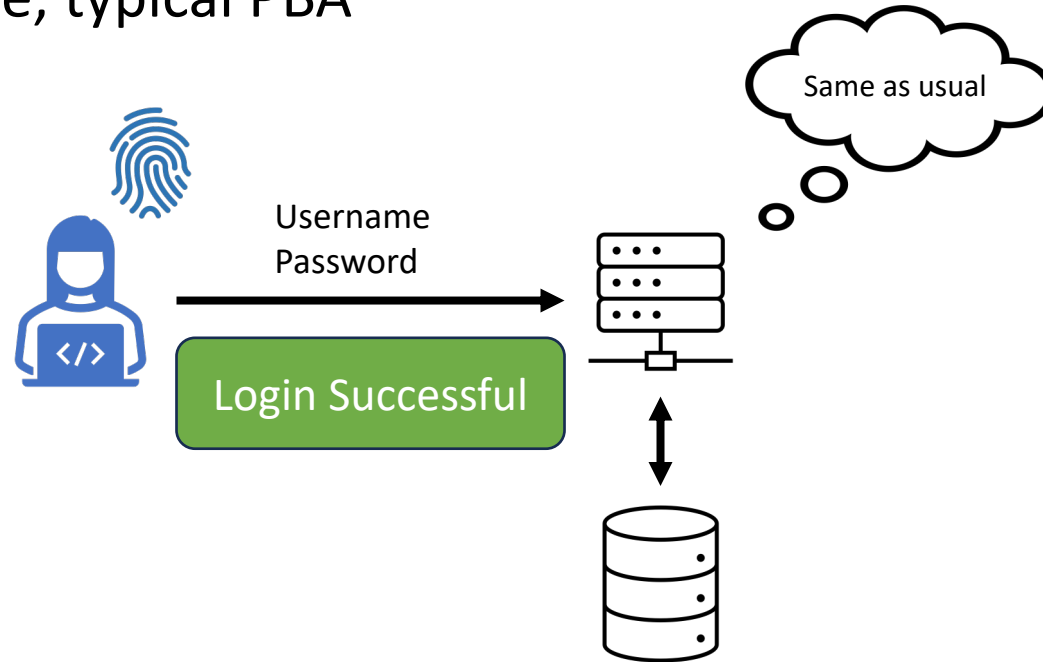 e, typical PBA
Same as usual
Username
Password
</>
Login Successful